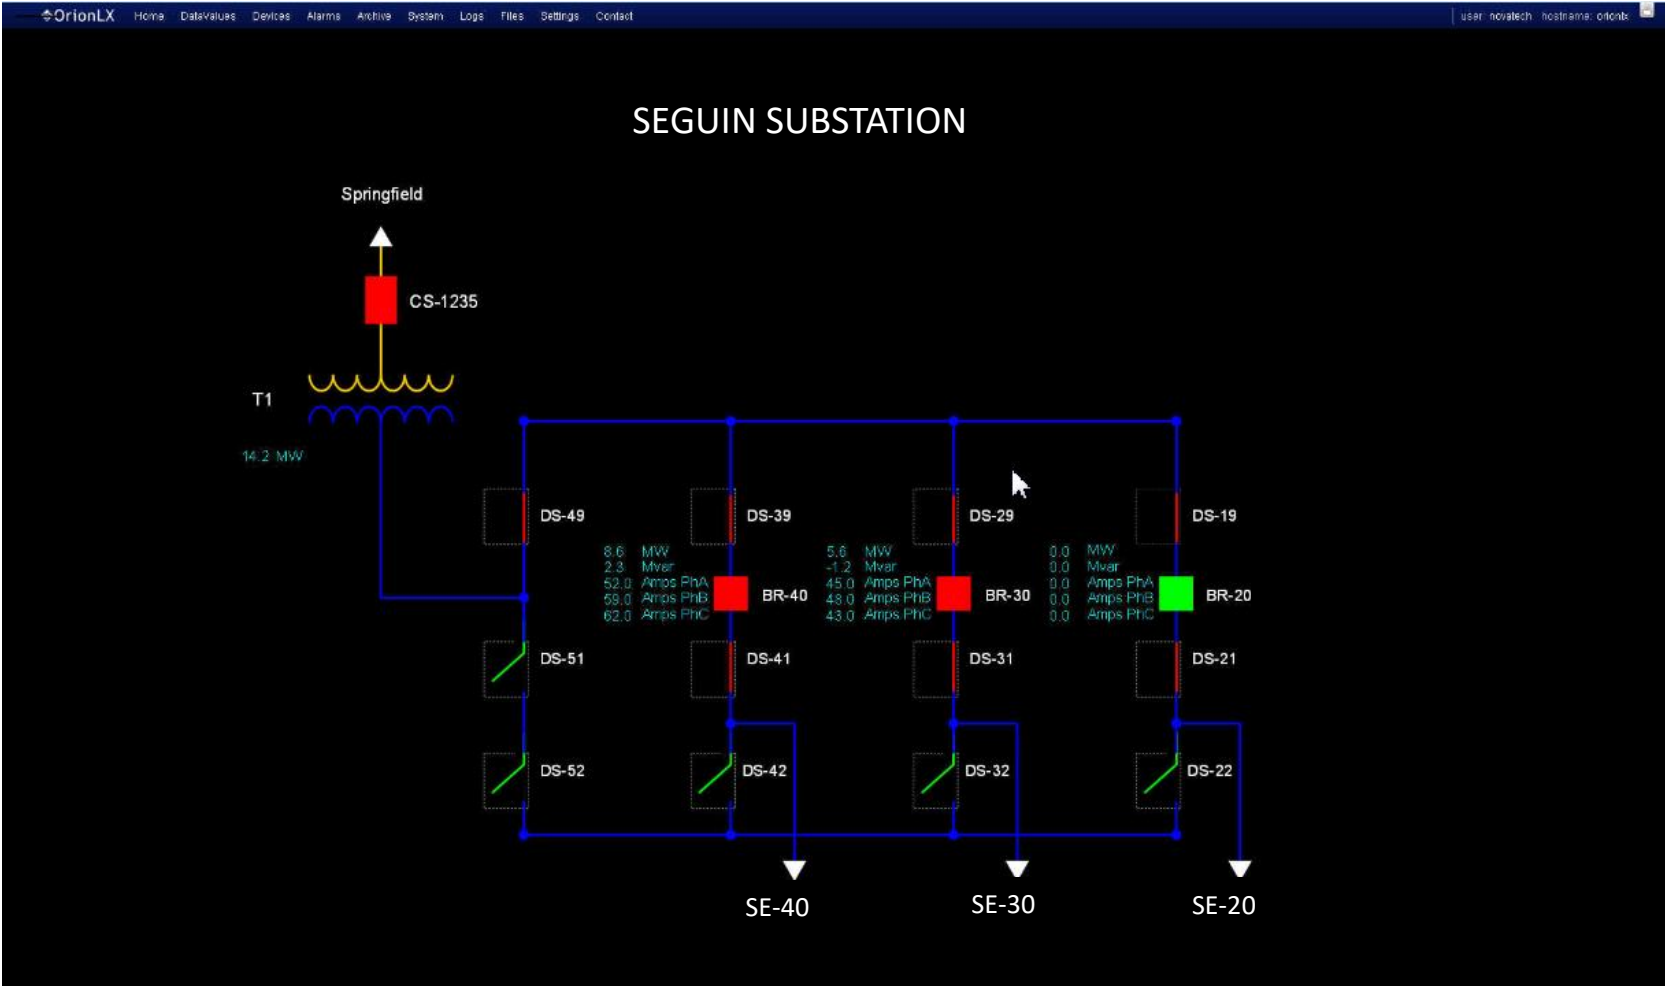 OrionLX Home DataValues Devices Alarms Archive System Logs Files Settings Contact user: novatech hostname: orionlx
SEGUIN SUBSTATION
Springfield
CS-1235
T1
14.2 MW
DS-49 DS-39 DS-29 DS-19
8.6 MW 5.6 MW 0.0 MW
2.3 Mvar -1.2 Mvar 0.0 Mvar
52.0 Amps PhA 45.0 Amps PhA 0.0 Amps PhA
59.0 Amps PhB BR-40 48.0 Amps PhB BR-30 0.0 Amps PhB BR-20
62.0 Amps PhC 43.0 Amps PhC 0.0 Amps PhC
DS-51 DS-41 DS-31 DS-21
DS-52 DS-42 DS-32 DS-22
SE-40 SE-30 SE-20